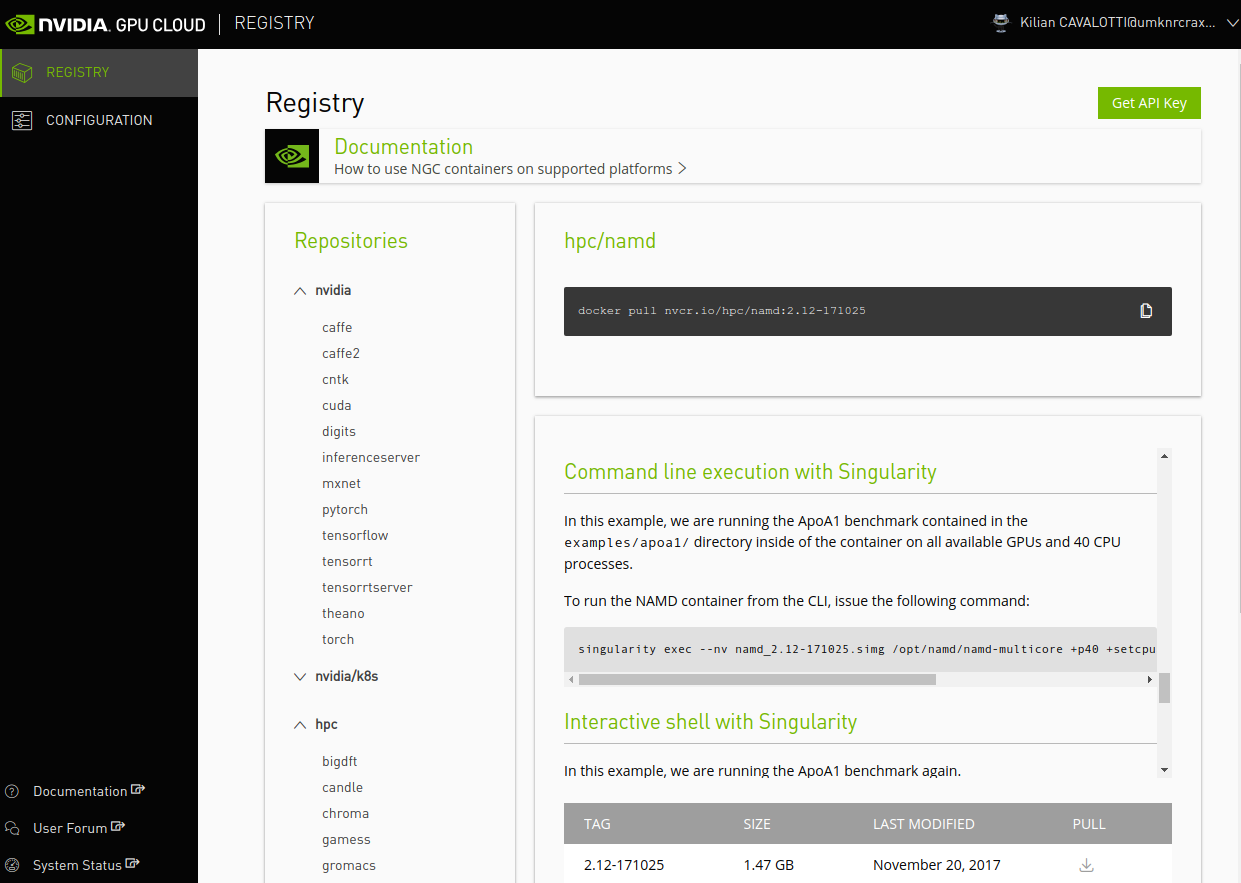 NVIDIA. GPU CLOUD | REGISTRY
Kilian CAVALOTTI@umknrcrax...
REGISTRY
CONFIGURATION
Documentation
User Forum
System Status
Registry
Get API Key
Documentation
How to use NGC containers on supported platforms >
Repositories
nvidia
caffe
caffe2
cntk
cuda
digits
inferenceserver
mxnet
pytorch
tensorflow
tensorrt
tensorrtserver
theano
torch
nvidia/k8s
hpc
bigdft
candle
chroma
gamess
gromacs
hpc/namd
docker pull nvcr.io/hpc/namd:2.12-171025
Command line execution with Singularity
In this example, we are running the ApoA1 benchmark contained in the
examples/apoa1/ directory inside of the container on all available GPUs and 40 CPU
processes.
To run the NAMD container from the CLI, issue the following command:
singularity exec --nv namd_2.12-171025.simg /opt/namd/namd-multicore +p40 +setcpu
Interactive shell with Singularity
In this example, we are running the ApoA1 benchmark again.
TAG SIZE LAST MODIFIED PULL
2.12-171025 1.47 GB November 20, 2017